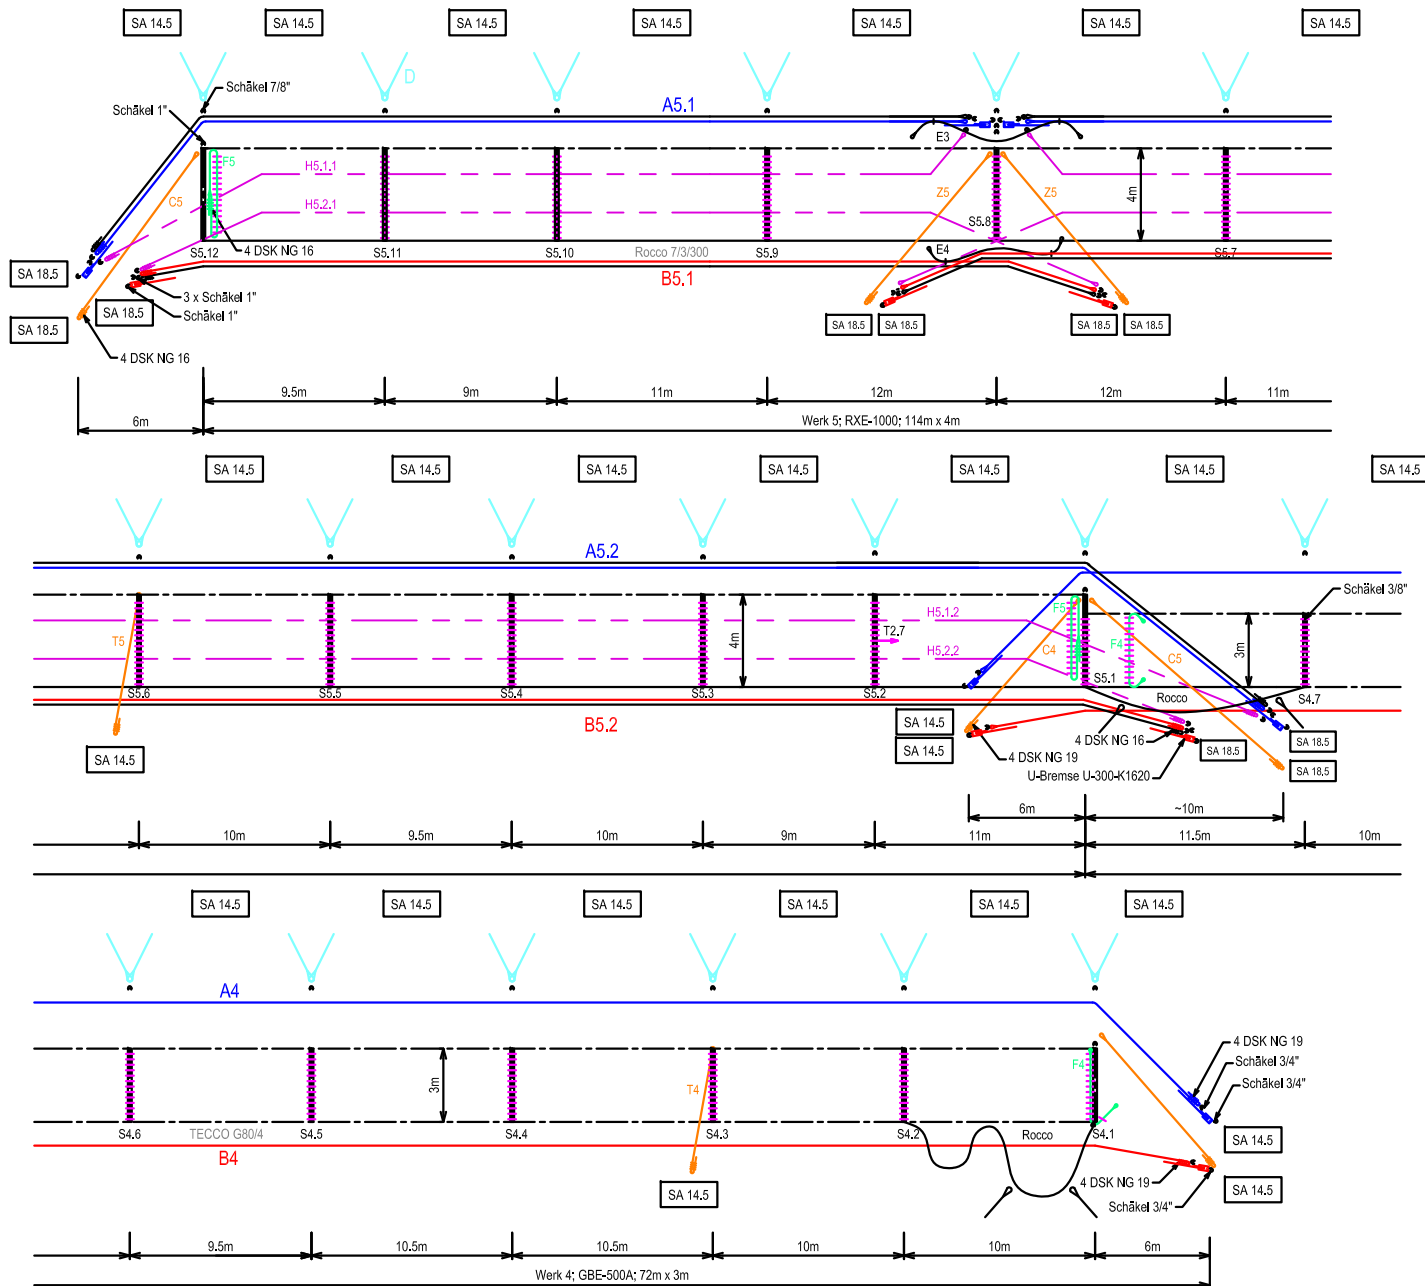 SA 14.5 SA 14.5 SA 14.5 SA 14.5 SA 14.5 SA 14.5
D
Schäkel 7/8"
Schäkel 1"
A5.1
E3
F5
H5.1.1
C5
Z5 Z5
4m
H5.2.1
S5.8
S5.12 4 DSK NG 16 S5.11 S5.10 Rocco 7/3/300 S5.9 E4 S5.7
SA 18.5
B5.1
3 x Schäkel 1"
SA 18.5 SA 18.5 Schäkel 1"
SA 18.5 SA 18.5 SA 18.5 SA 18.5
4 DSK NG 16
9.5m 9m 11m 12m 12m 11m
6m Werk 5; RXE-1000; 114m x 4m
SA 14.5 SA 14.5 SA 14.5 SA 14.5 SA 14.5 SA 14.5 SA 14.5
A5.2
Schäkel 3/8"
F5
H5.1.2
T5
T2.7
4m
C4
F4
C5
3m
H5.2.2
S5.6 S5.5 S5.4 S5.3 S5.2 S5.1 Rocco S4.7
B5.2
SA 14.5
SA 14.5
SA 14.5
4 DSK NG 19
4 DSK NG 16
SA 18.5
SA 18.5
SA 18.5
U-Bremse U-300-K1620
6m ~10m
10m 9.5m 10m 9m 11m 11.5m 10m
SA 14.5 SA 14.5 SA 14.5 SA 14.5 SA 14.5 SA 14.5
A4
4 DSK NG 19
Schäkel 3/4"
Schäkel 3/4"
3m
T4
F4
S4.6 TECCO G80/4 S4.5 S4.4 S4.3 S4.2 Rocco S4.1
SA 14.5
B4
4 DSK NG 19
SA 14.5
SA 14.5
Schäkel 3/4"
9.5m 10.5m 10.5m 10m 10m 6m
Werk 4; GBE-500A; 72m x 3m